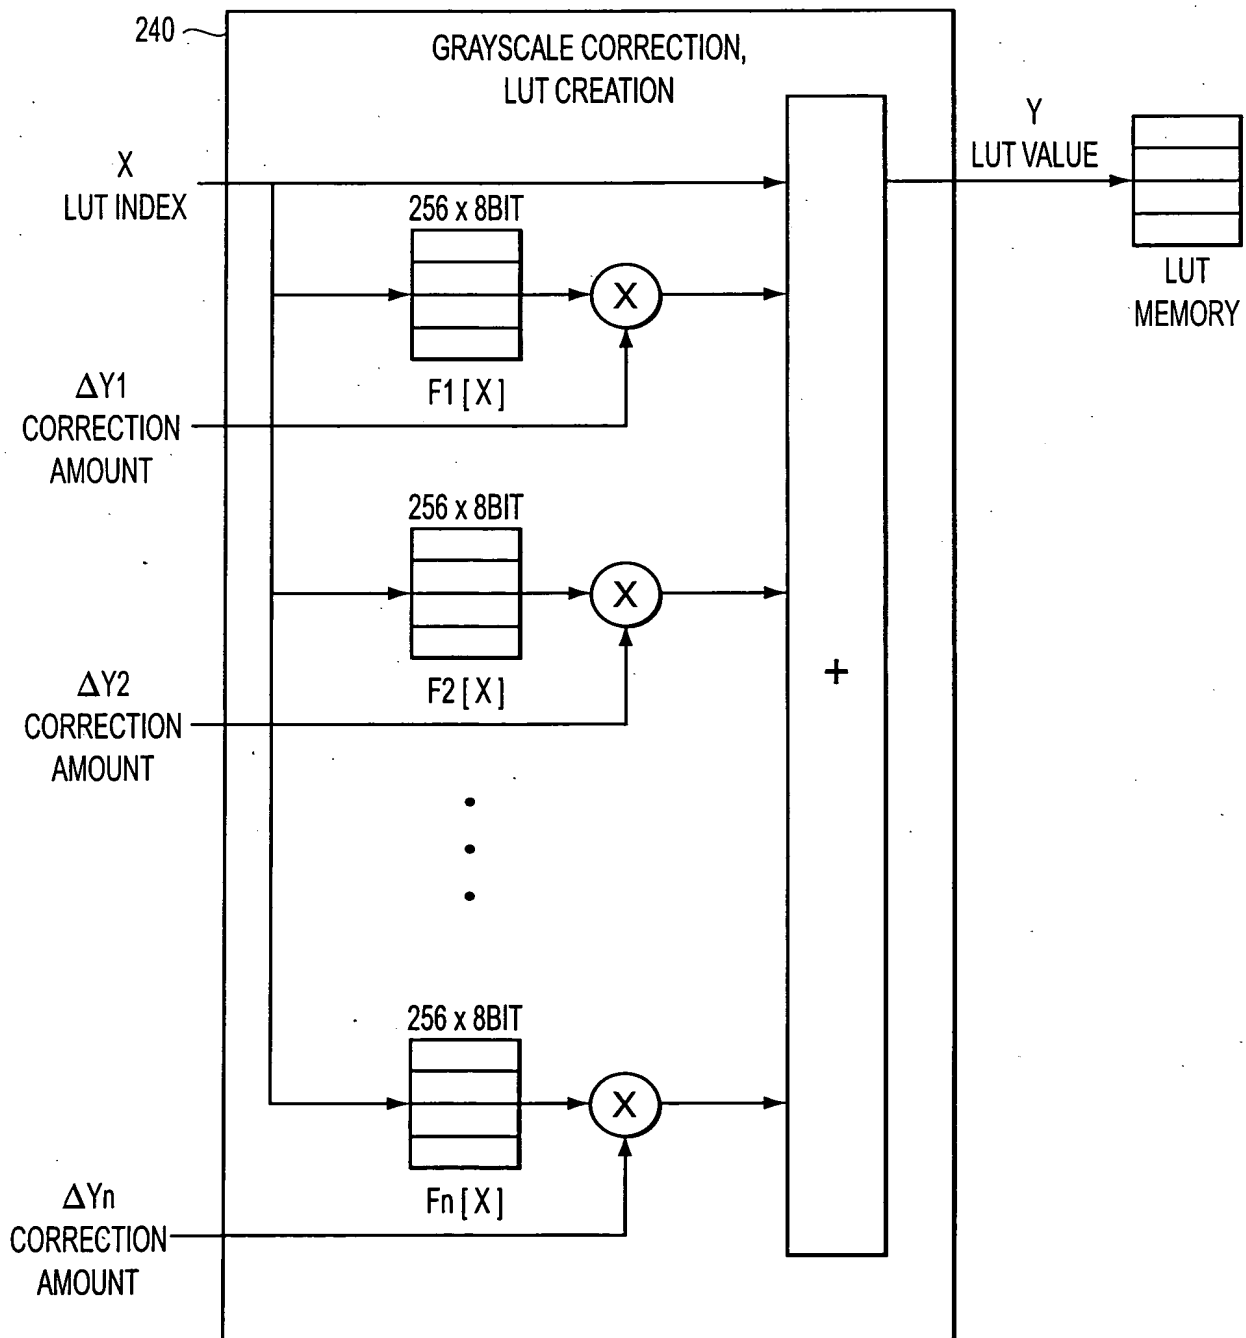 240
GRAYSCALE CORRECTION,
LUT CREATION
X
LUT INDEX
Y
LUT VALUE
LUT
MEMORY
256 x 8BIT
X
F1 [ X ]
ΔY1
CORRECTION
AMOUNT
256 x 8BIT
X
F2 [ X ]
ΔY2
CORRECTION
AMOUNT
+
256 x 8BIT
X
Fn [ X ]
ΔYn
CORRECTION
AMOUNT